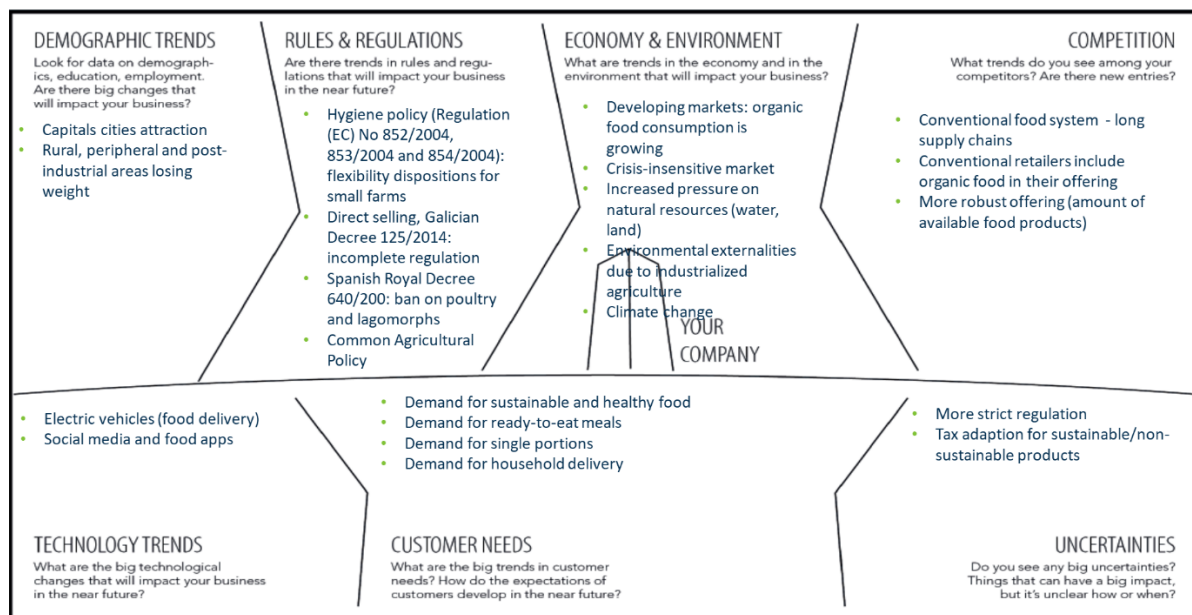 DEMOGRAPHIC TRENDS
Look for data on demograph-
ics, education, employment.
Are there big changes that
will impact your business?
• Capitals cities attraction
• Rural, peripheral and post-
industrial areas losing
weight
RULES & REGULATIONS
Are there trends in rules and regu-
lations that will impact your business
in the near future?
• Hygiene policy (Regulation
(EC) No 852/2004,
853/2004 and 854/2004):
flexibility dispositions for
small farms
• Direct selling, Galician
Decree 125/2014:
incomplete regulation
• Spanish Royal Decree
640/200: ban on poultry
and lagomorphs
• Common Agricultural
Policy
ECONOMY & ENVIRONMENT
What are trends in the economy and in the
environment that will impact your business?
• Developing markets: organic
food consumption is
growing
• Crisis-insensitive market
• Increased pressure on
natural resources (water,
land)
• Environmental externalities
due to industrialized
agriculture
• Climate change
YOUR
COMPANY
COMPETITION
What trends do you see among your
competitors? Are there new entries?
• Conventional food system - long
supply chains
• Conventional retailers include
organic food in their offering
• More robust offering (amount of
available food products)
• Electric vehicles (food delivery)
• Social media and food apps
TECHNOLOGY TRENDS
What are the big technological
changes that will impact your business
in the near future?
• Demand for sustainable and healthy food
• Demand for ready-to-eat meals
• Demand for single portions
• Demand for household delivery
CUSTOMER NEEDS
What are the big trends in customer
needs? How do the expectations of
customers develop in the near future?
• More strict regulation
• Tax adaption for sustainable/non-
sustainable products
UNCERTAINTIES
Do you see any big uncertainties?
Things that can have a big impact,
but it's unclear how or when?